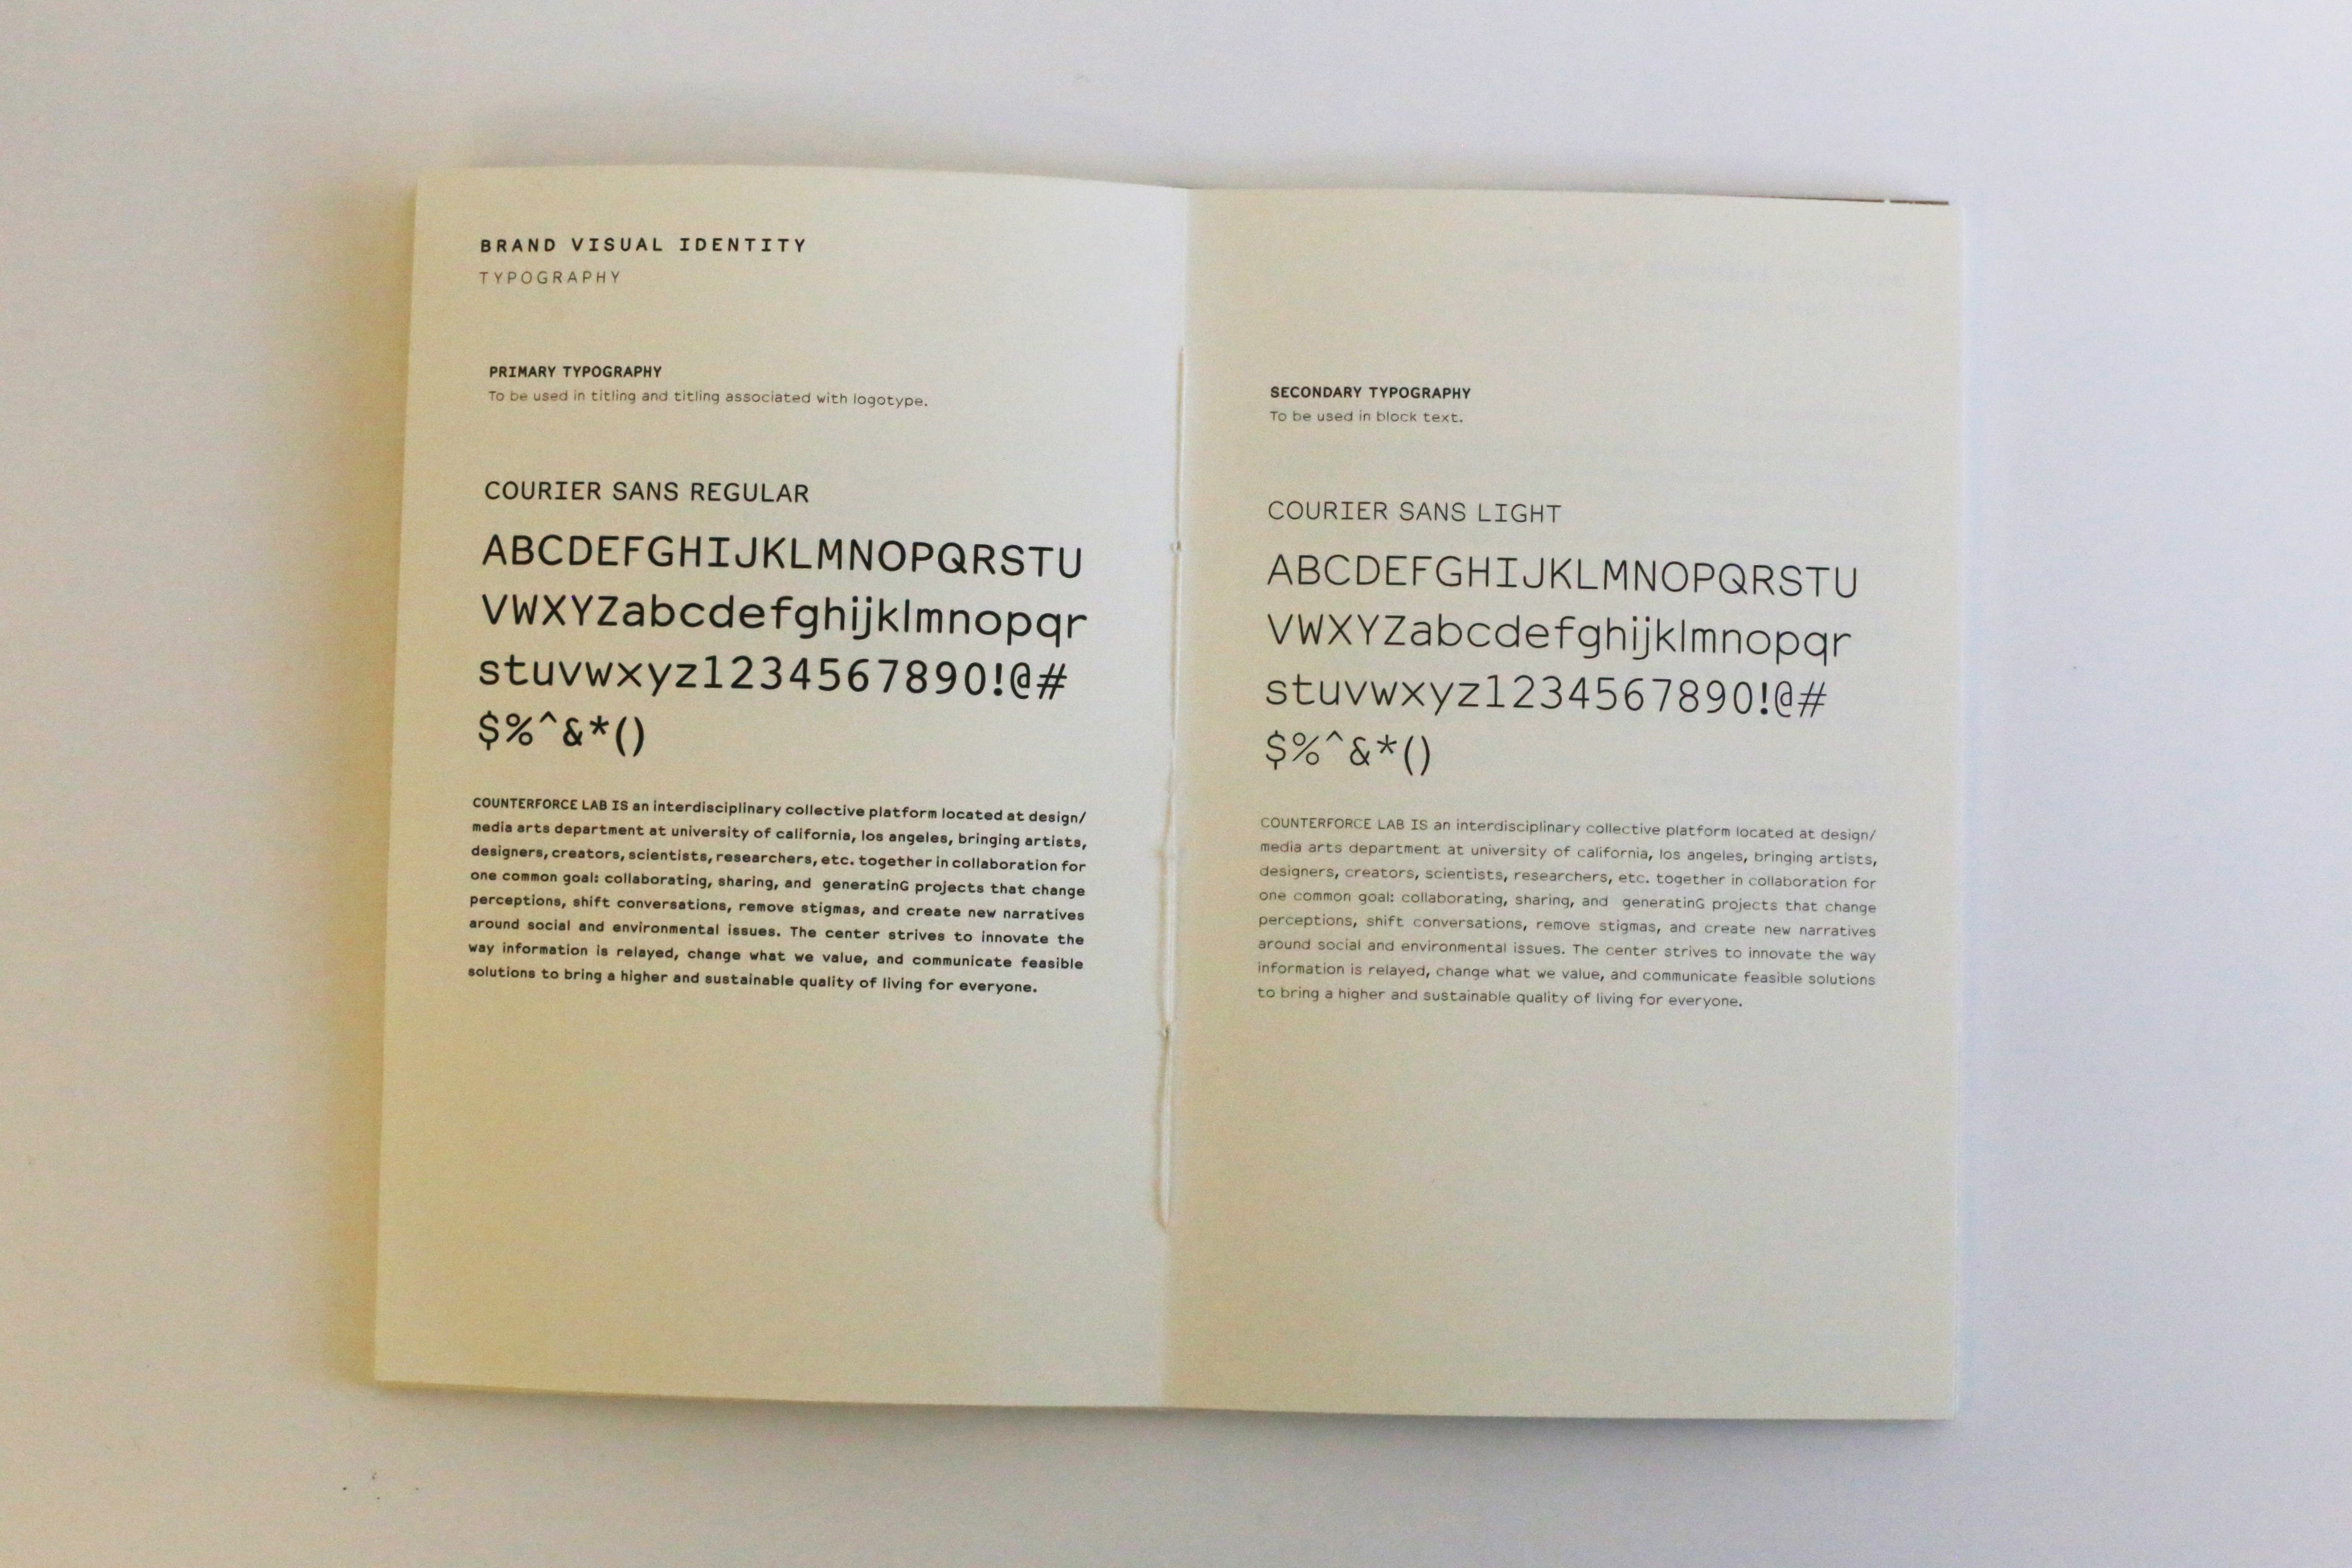 BRAND VISUAL IDENTITY
TYPOGRAPHY
PRIMARY TYPOGRAPHY
To be used in titling and titling associated with logotype.
COURIER SANS REGULAR
ABCDEFGHIJKLMNOPQRSTU
VWXYZabcdefghijklmnopqr
stuvwxyz1234567890!@#
$%^&*()
COUNTERFORCE LAB IS an interdisciplinary collective platform located at design/
media arts department at university of california, los angeles, bringing artists,
designers, creators, scientists, researchers, etc. together in collaboration for
one common goal: collaborating, sharing, and  generatinG projects that change
perceptions, shift conversations, remove stigmas, and create new narratives
around social and environmental issues. The center strives to innovate the
way information is relayed, change what we value, and communicate feasible
solutions to bring a higher and sustainable quality of living for everyone.
SECONDARY TYPOGRAPHY
To be used in block text.
COURIER SANS LIGHT
ABCDEFGHIJKLMNOPQRSTU
VWXYZabcdefghijklmnopqr
stuvwxyz1234567890!@#
$%^&*()
COUNTERFORCE LAB IS an interdisciplinary collective platform located at design/
media arts department at university of california, los angeles, bringing artists,
designers, creators, scientists, researchers, etc. together in collaboration for
one common goal: collaborating, sharing, and  generatinG projects that change
perceptions, shift conversations, remove stigmas, and create new narratives
around social and environmental issues. The center strives to innovate the way
information is relayed, change what we value, and communicate feasible solutions
to bring a higher and sustainable quality of living for everyone.